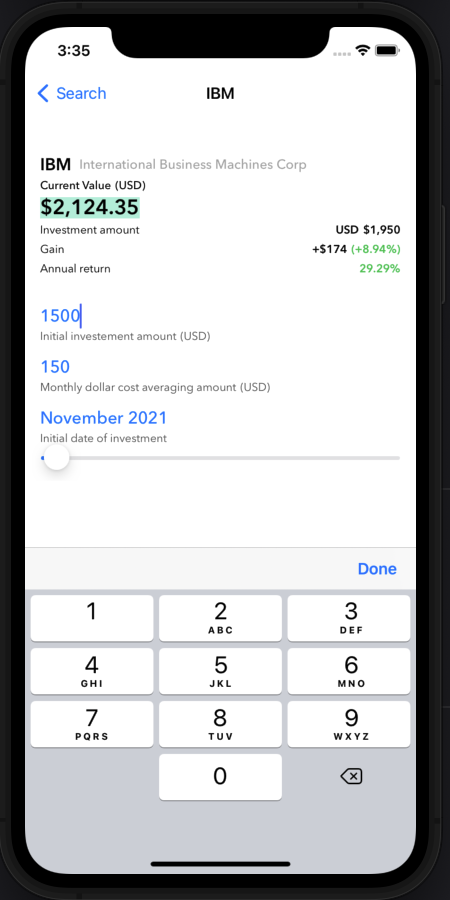 3:35
Search
IBM
IBM International Business Machines Corp
Current Value (USD)
$2,124.35
Investment amount USD $1,950
Gain +$174 (+8.94%)
Annual return 29.29%
1500
Initial investement amount (USD)
150
Monthly dollar cost averaging amount (USD)
November 2021
Initial date of investment
Done
1 2 3
ABC DEF
4 5 6
GHI JKL MNO
7 8 9
PQRS TUV WXYZ
0